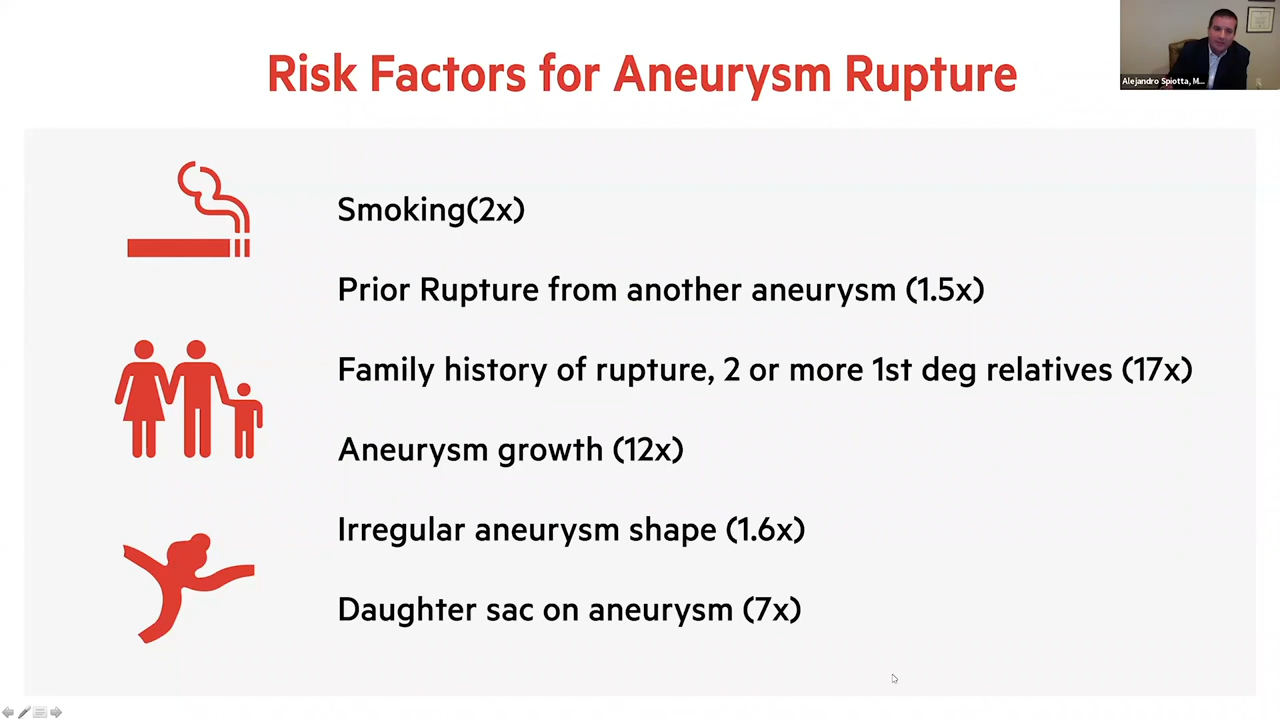 Risk Factors for Aneurysm Rupture
Alejandro Spiotta, M...
Smoking(2x)
Prior Rupture from another aneurysm (1.5x)
Family history of rupture, 2 or more 1st deg relatives (17x)
Aneurysm growth (12x)
Irregular aneurysm shape (1.6x)
Daughter sac on aneurysm (7x)